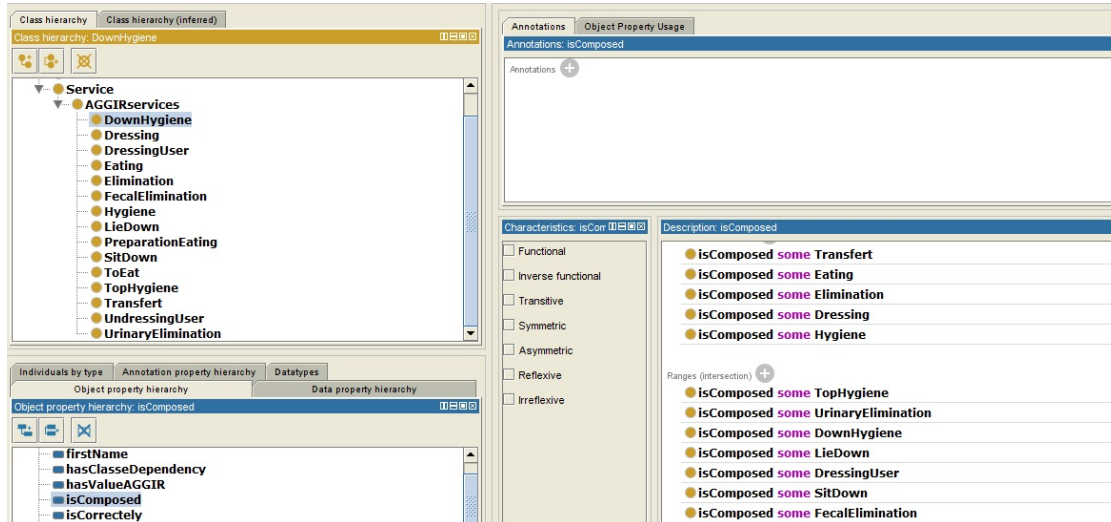 Class hierarchy Class hierarchy (inferred)
Class hierarchy: DownHygiene
Service
AGGIRservices
DownHygiene
Dressing
DressingUser
Eating
Elimination
FecalElimination
Hygiene
LieDown
PreparationEating
SitDown
ToEat
TopHygiene
Transfert
UndressingUser
UrinaryElimination
Individuals by type Annotation property hierarchy Datatypes
Object property hierarchy Data property hierarchy
Object property hierarchy: isComposed
firstName
hasClasseDependency
hasValueAGGIR
isComposed
isCorrectely
Annotations Object Property Usage
Annotations: isComposed
Annotations
Characteristics: isCom
Functional
Inverse functional
Transitive
Symmetric
Asymmetric
Reflexive
Irreflexive
Description: isComposed
isComposed some Transfert
isComposed some Eating
isComposed some Elimination
isComposed some Dressing
isComposed some Hygiene
Ranges (intersection)
isComposed some TopHygiene
isComposed some UrinaryElimination
isComposed some DownHygiene
isComposed some LieDown
isComposed some DressingUser
isComposed some SitDown
isComposed some FecalElimination